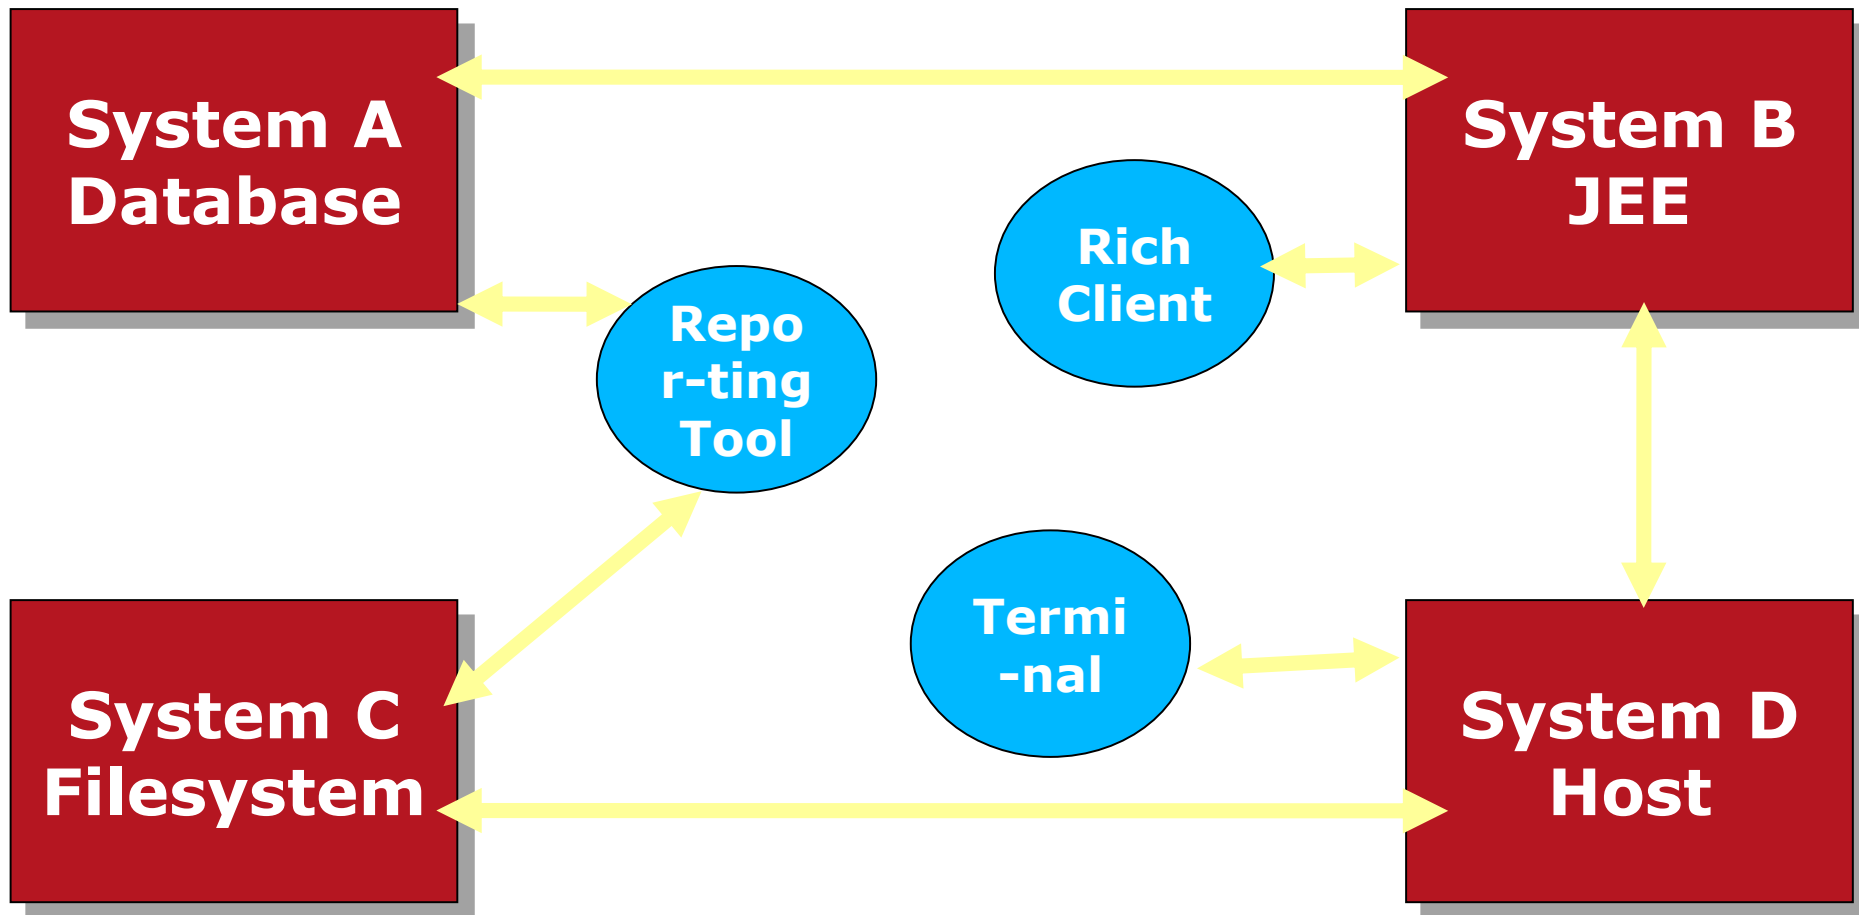 System A
Database
System B
JEE
Rich
Client
Repo
r-ting
Tool
Termi
-nal
System C
Filesystem
System D
Host